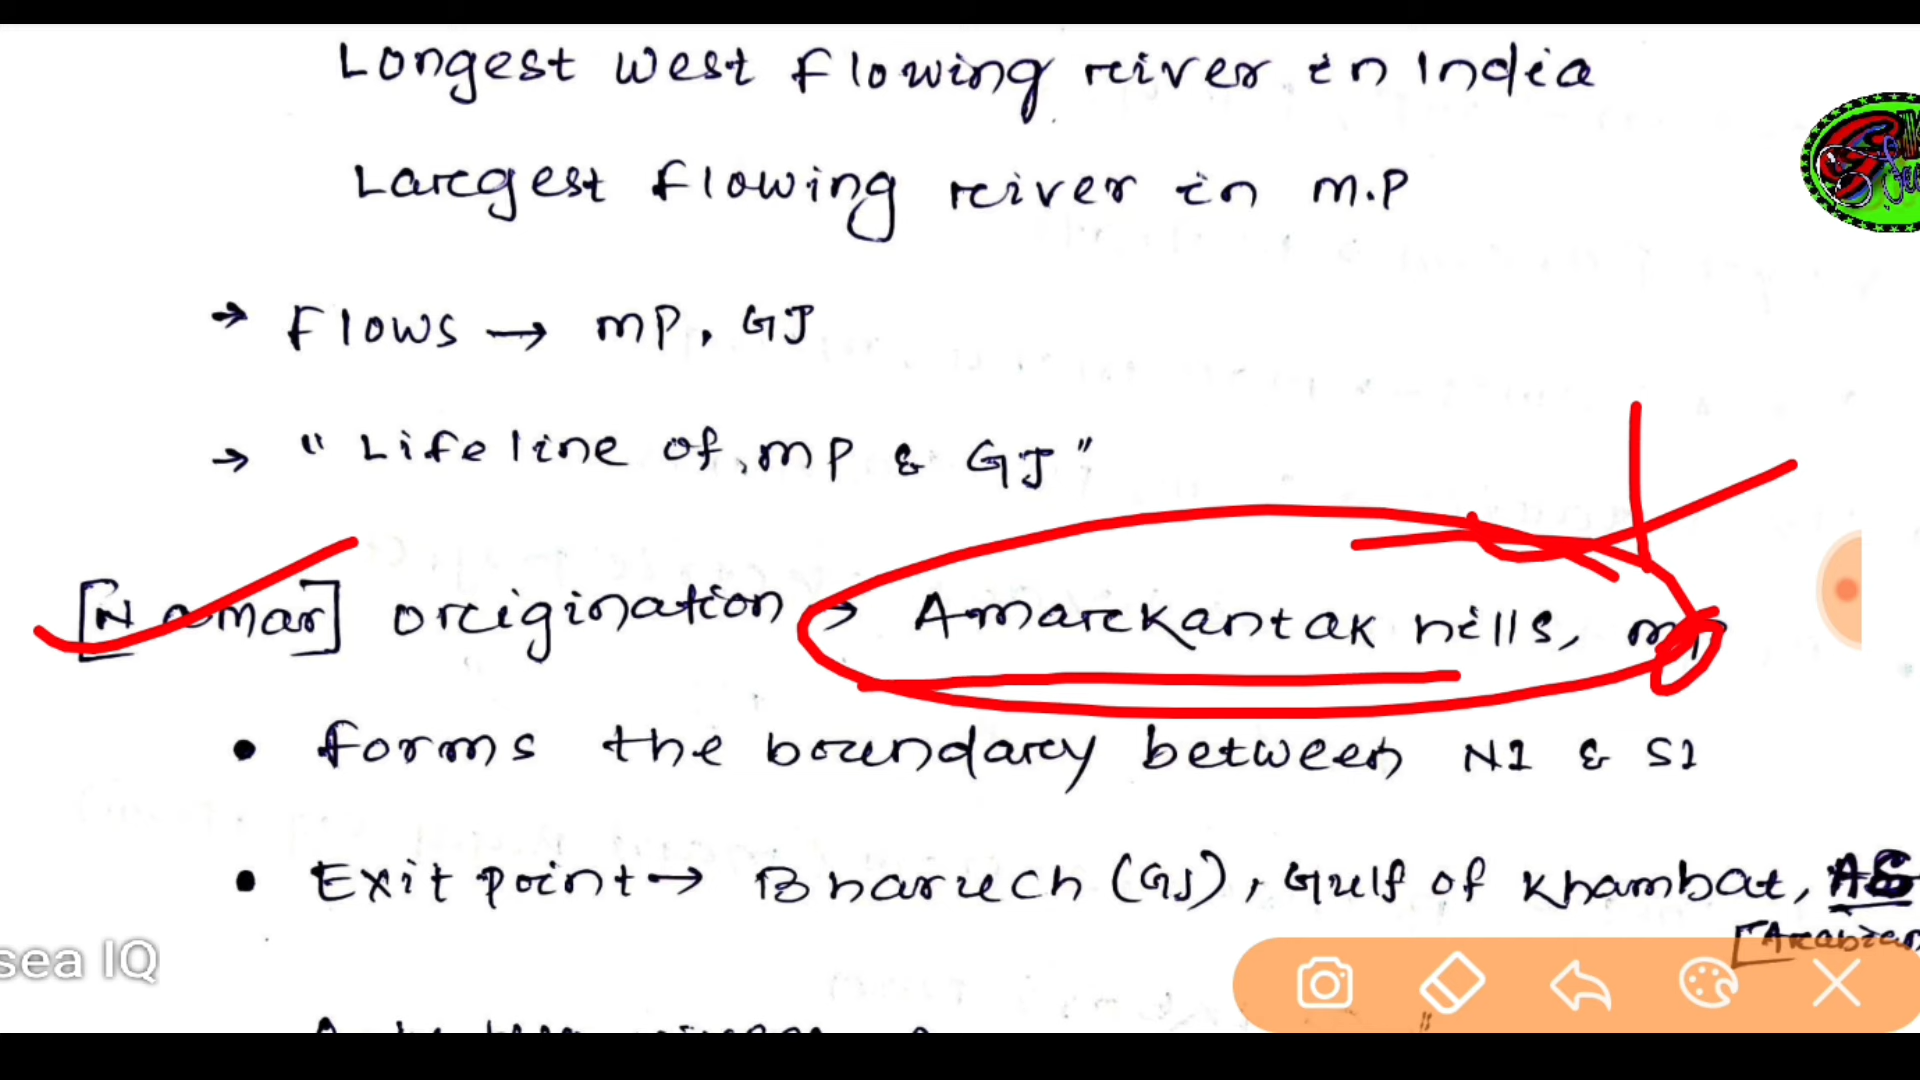 Longest west flowing river in India
Largest flowing river in M.P
→ Flows → MP, GJ
→ "Lifeline of MP & GJ"
[Namar] origination → Amarkantak hills, MP
• forms the boundary between NI & SI
• Exit point → Bharuch (GJ), Gulf of Khambat, AS
[Arabian
sea IQ